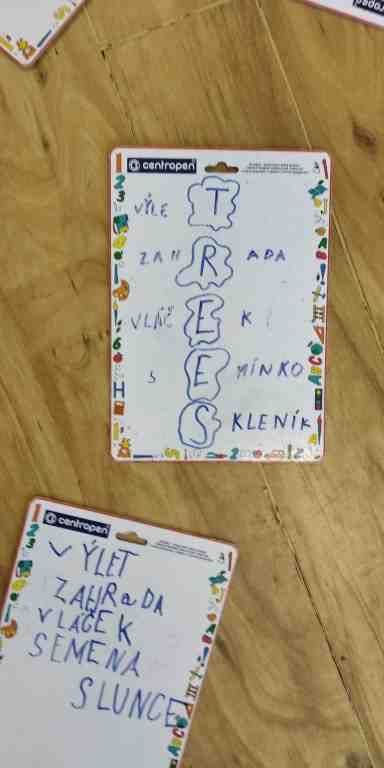 centropen
VÝLE T
ZAH R ADA
VLÁČ E K
S E MÍNKO
S KLENÍK
centropen
VÝLET
ZAHRaDA
VLÁČEK
SEMENA
SLUNCE